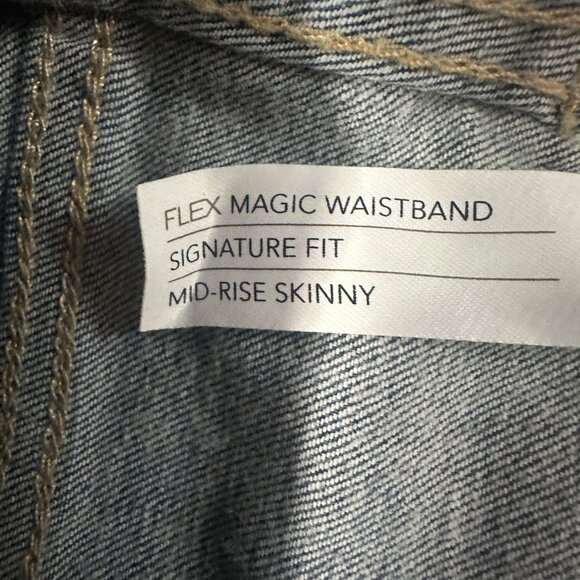 FLEX MAGIC WAISTBAND
SIGNATURE FIT
MID-RISE SKINNY